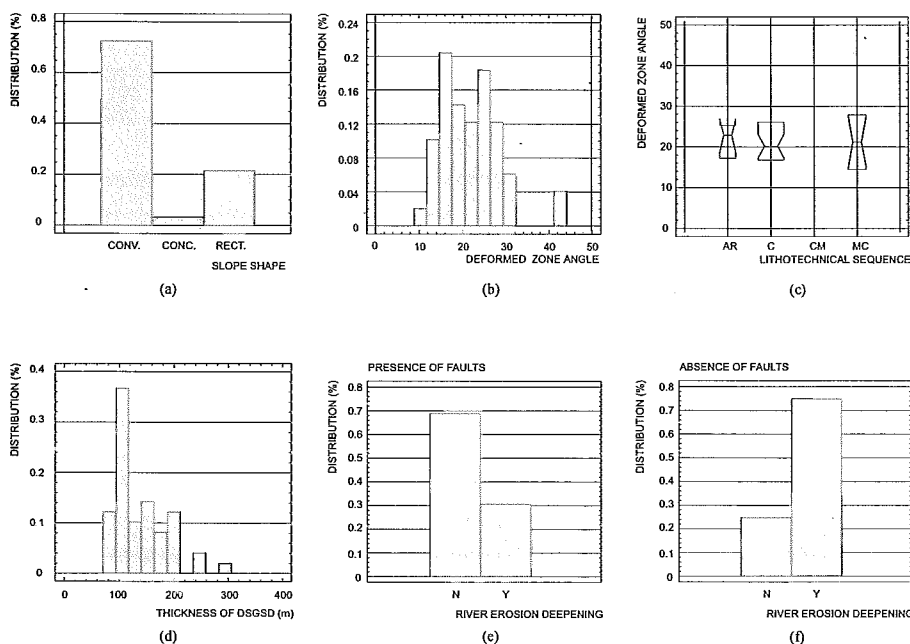 DISTRIBUTION (%)
0.8
0.6
0.4
0.2
0
CONV. CONC. RECT.
SLOPE SHAPE
(a)
DISTRIBUTION (%)
0.24
0.2
0.16
0.12
0.08
0.04
0
0 10 20 30 40 50
DEFORMED ZONE ANGLE
(b)
DEFORMED ZONE ANGLE
50
40
30
20
10
0
AR C CM MC
LITHOTECHNICAL SEQUENCE
(c)
DISTRIBUTION (%)
0.4
0.3
0.2
0.1
0
0 100 200 300 400
THICKNESS OF DSGSD (m)
(d)
PRESENCE OF FAULTS
DISTRIBUTION (%)
0.8
0.7
0.6
0.5
0.4
0.3
0.2
0.1
0
N Y
RIVER EROSION DEEPENING
(e)
ABSENCE OF FAULTS
DISTRIBUTION (%)
0.8
0.7
0.6
0.5
0.4
0.3
0.2
0.1
0
N Y
RIVER EROSION DEEPENING
(f)